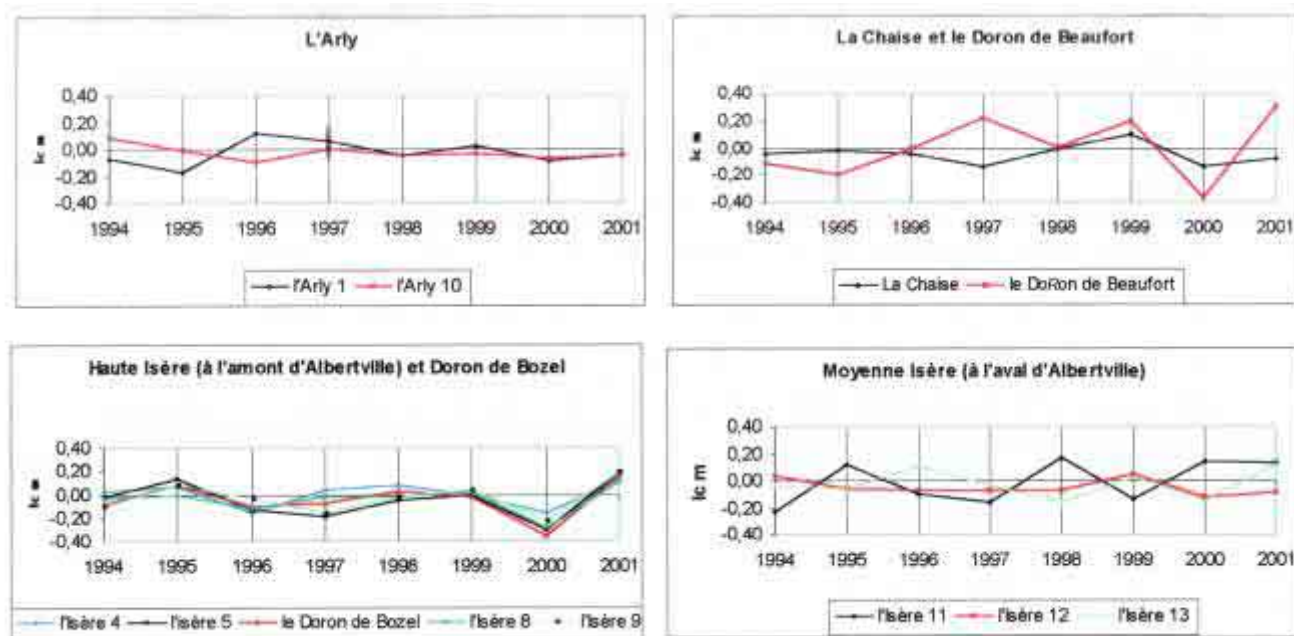 L'Arly
0,40
0,20
0,00
-0,20
-0,40
Ic m
1994 1995 1996 1997 1998 1999 2000 2001
l'Arly 1 l'Arly 10
La Chaise et le Doron de Beaufort
0,40
0,20
0,00
-0,20
-0,40
Ic m
1994 1995 1996 1997 1998 1999 2000 2001
La Chaise le DoRon de Beaufort
Haute Isère (à l'amont d'Albertville) et Doron de Bozel
0,40
0,20
0,00
-0,20
-0,40
Ic m
1994 1995 1996 1997 1998 1999 2000 2001
l'Isère 4 l'Isère 5 le Doron de Bozel l'Isère 8 l'Isère 9
Moyenne Isère (à l'aval d'Albertville)
0,40
0,20
0,00
-0,20
-0,40
Ic m
1994 1995 1996 1997 1998 1999 2000 2001
l'Isère 11 l'Isère 12 l'Isère 13